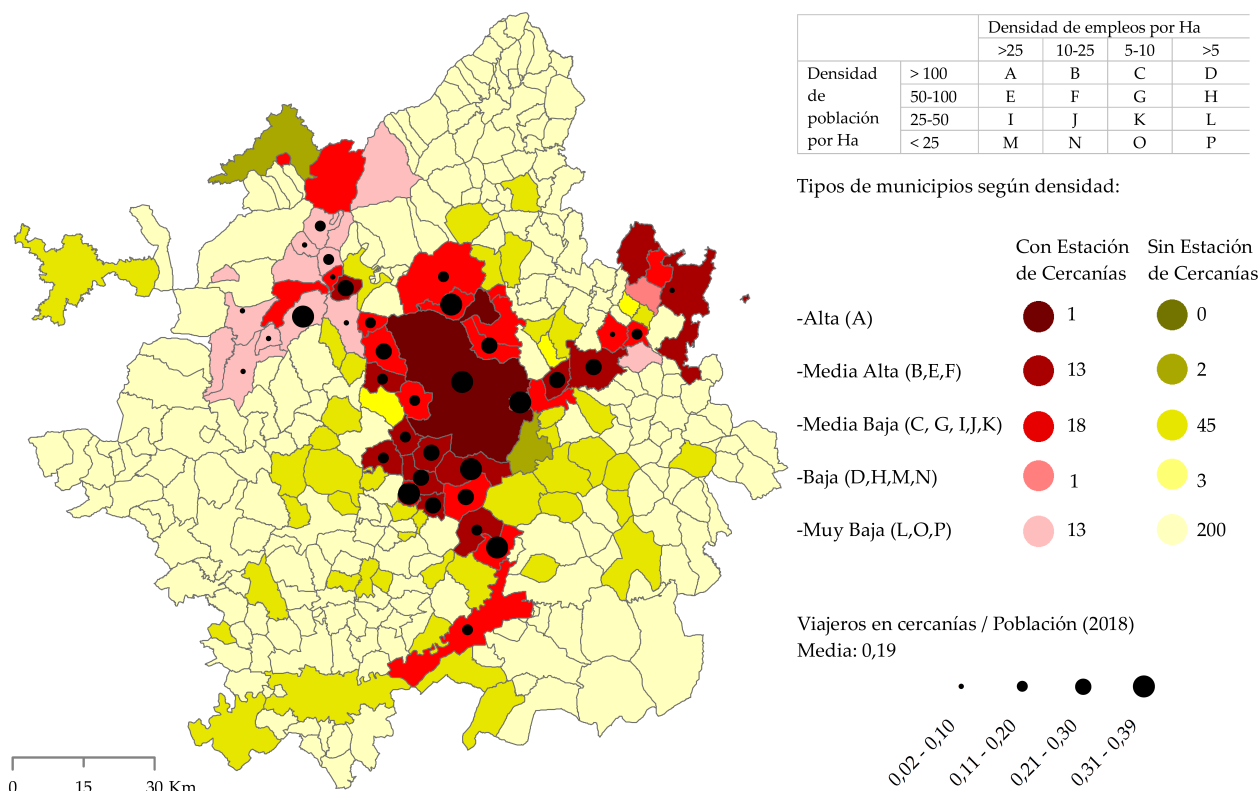 Densidad de empleos por Ha
>25 10-25 5-10 >5
Densidad de población por Ha
> 100 A B C D
50-100 E F G H
25-50 I J K L
< 25 M N O P
Tipos de municipios según densidad:
Con Estación de Cercanías
Sin Estación de Cercanías
-Alta (A) 1 0
-Media Alta (B,E,F) 13 2
-Media Baja (C, G, I,J,K) 18 45
-Baja (D,H,M,N) 1 3
-Muy Baja (L,O,P) 13 200
Viajeros en cercanías / Población (2018)
Media: 0,19
0,02 - 0,10
0,11 - 0,20
0,21 - 0,30
0,31 - 0,39
0 15 30 Km